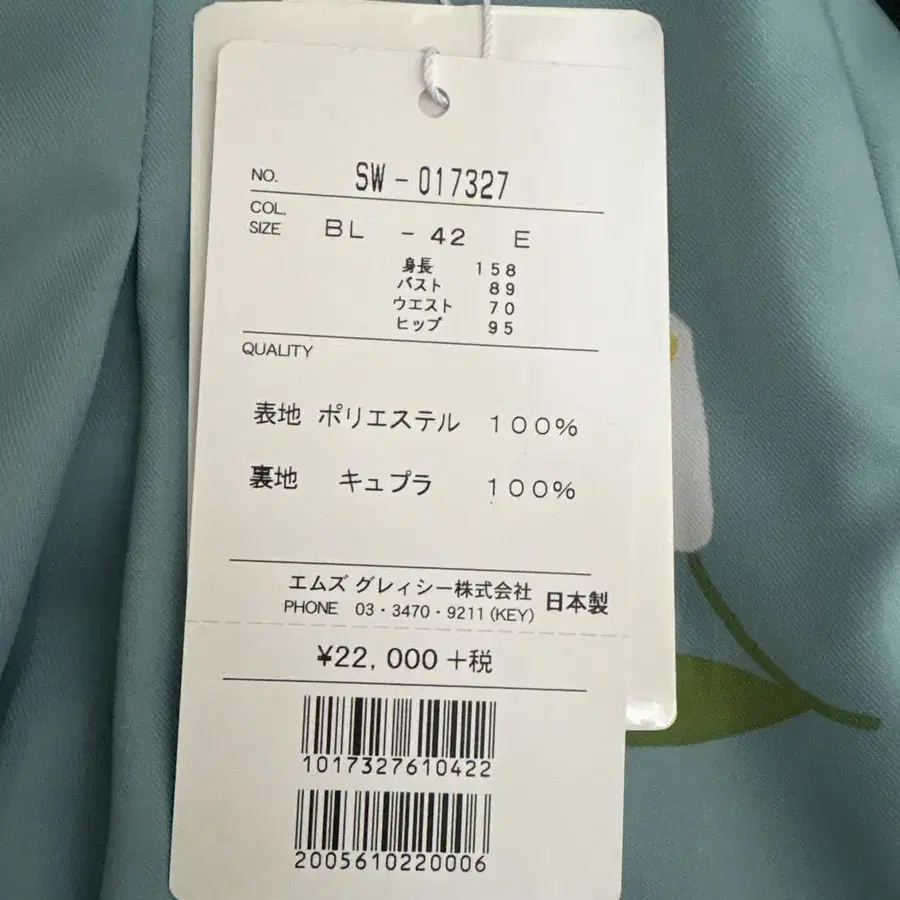 NO. SW-017327
COL.
SIZE BL -42 E
身長 158
バスト 89
ウエスト 70
ヒップ 95
QUALITY
表地 ポリエステル 100%
裏地 キュプラ 100%
エムズ グレィシー株式会社 日本製
PHONE 03・3470・9211(KEY)
¥22,000+税
1017327610422
2005610220006